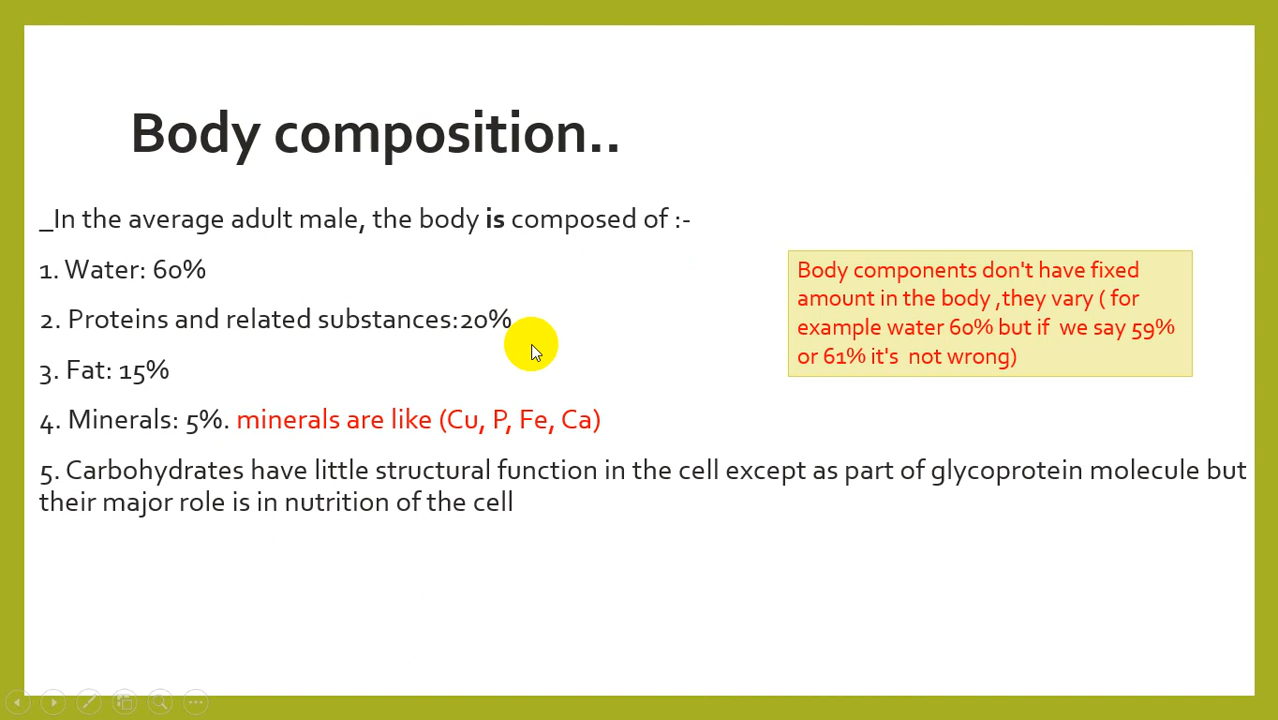 Body composition..
_In the average adult male, the body is composed of :-
1. Water: 60%
2. Proteins and related substances:20%
3. Fat: 15%
4. Minerals: 5%. minerals are like (Cu, P, Fe, Ca)
5. Carbohydrates have little structural function in the cell except as part of glycoprotein molecule but
their major role is in nutrition of the cell
Body components don't have fixed
amount in the body ,they vary ( for
example water 60% but if  we say 59%
or 61% it's  not wrong)